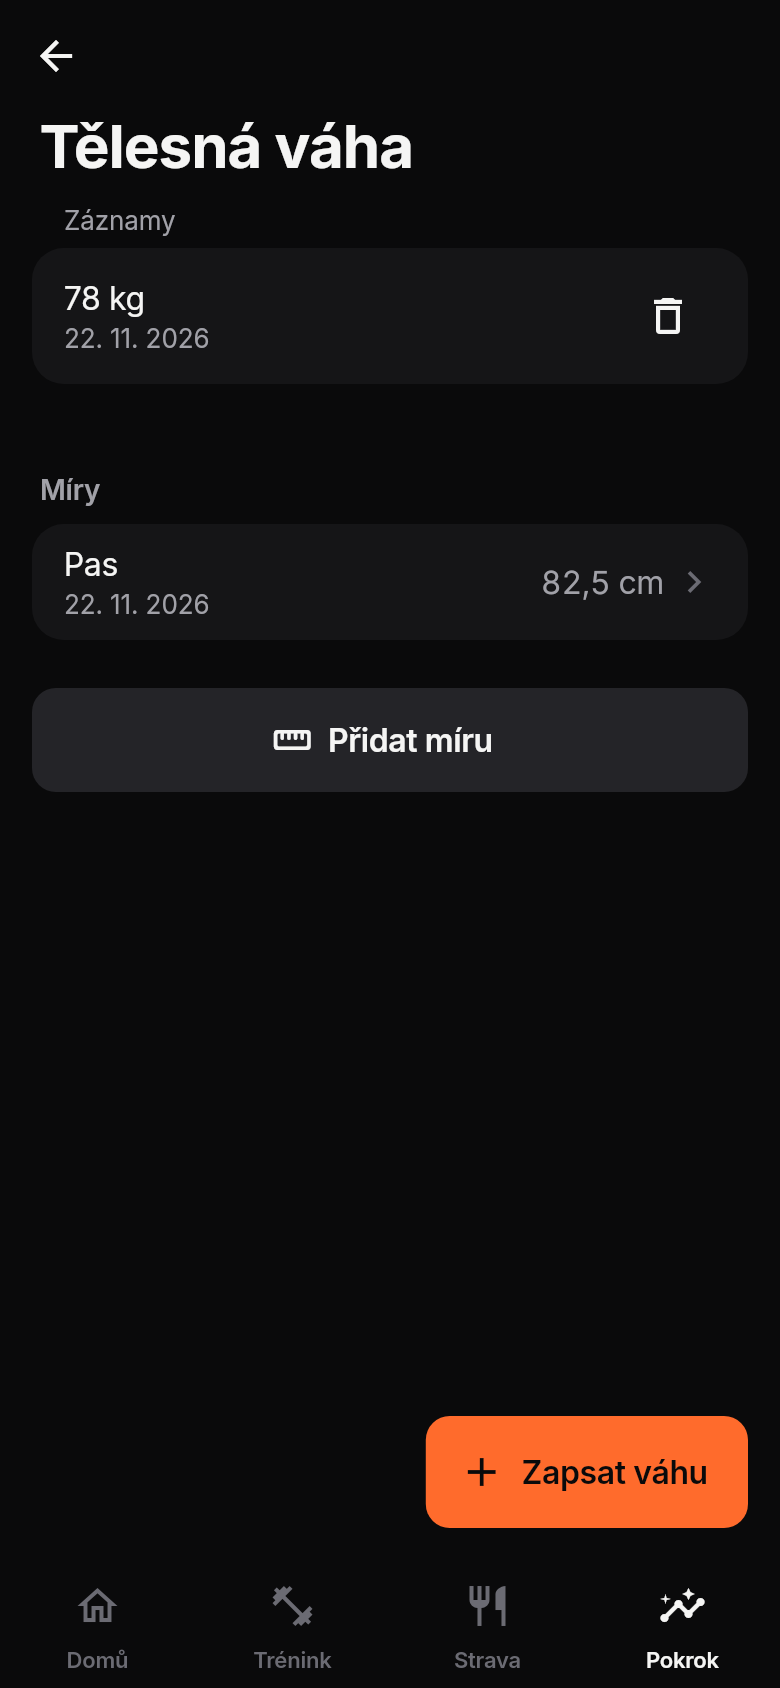 Tělesná váha
Záznamy
78 kg
22. 11. 2026
Míry
Pas
22. 11. 2026
82,5 cm
Přidat míru
Zapsat váhu
Domů
Trénink
Strava
Pokrok